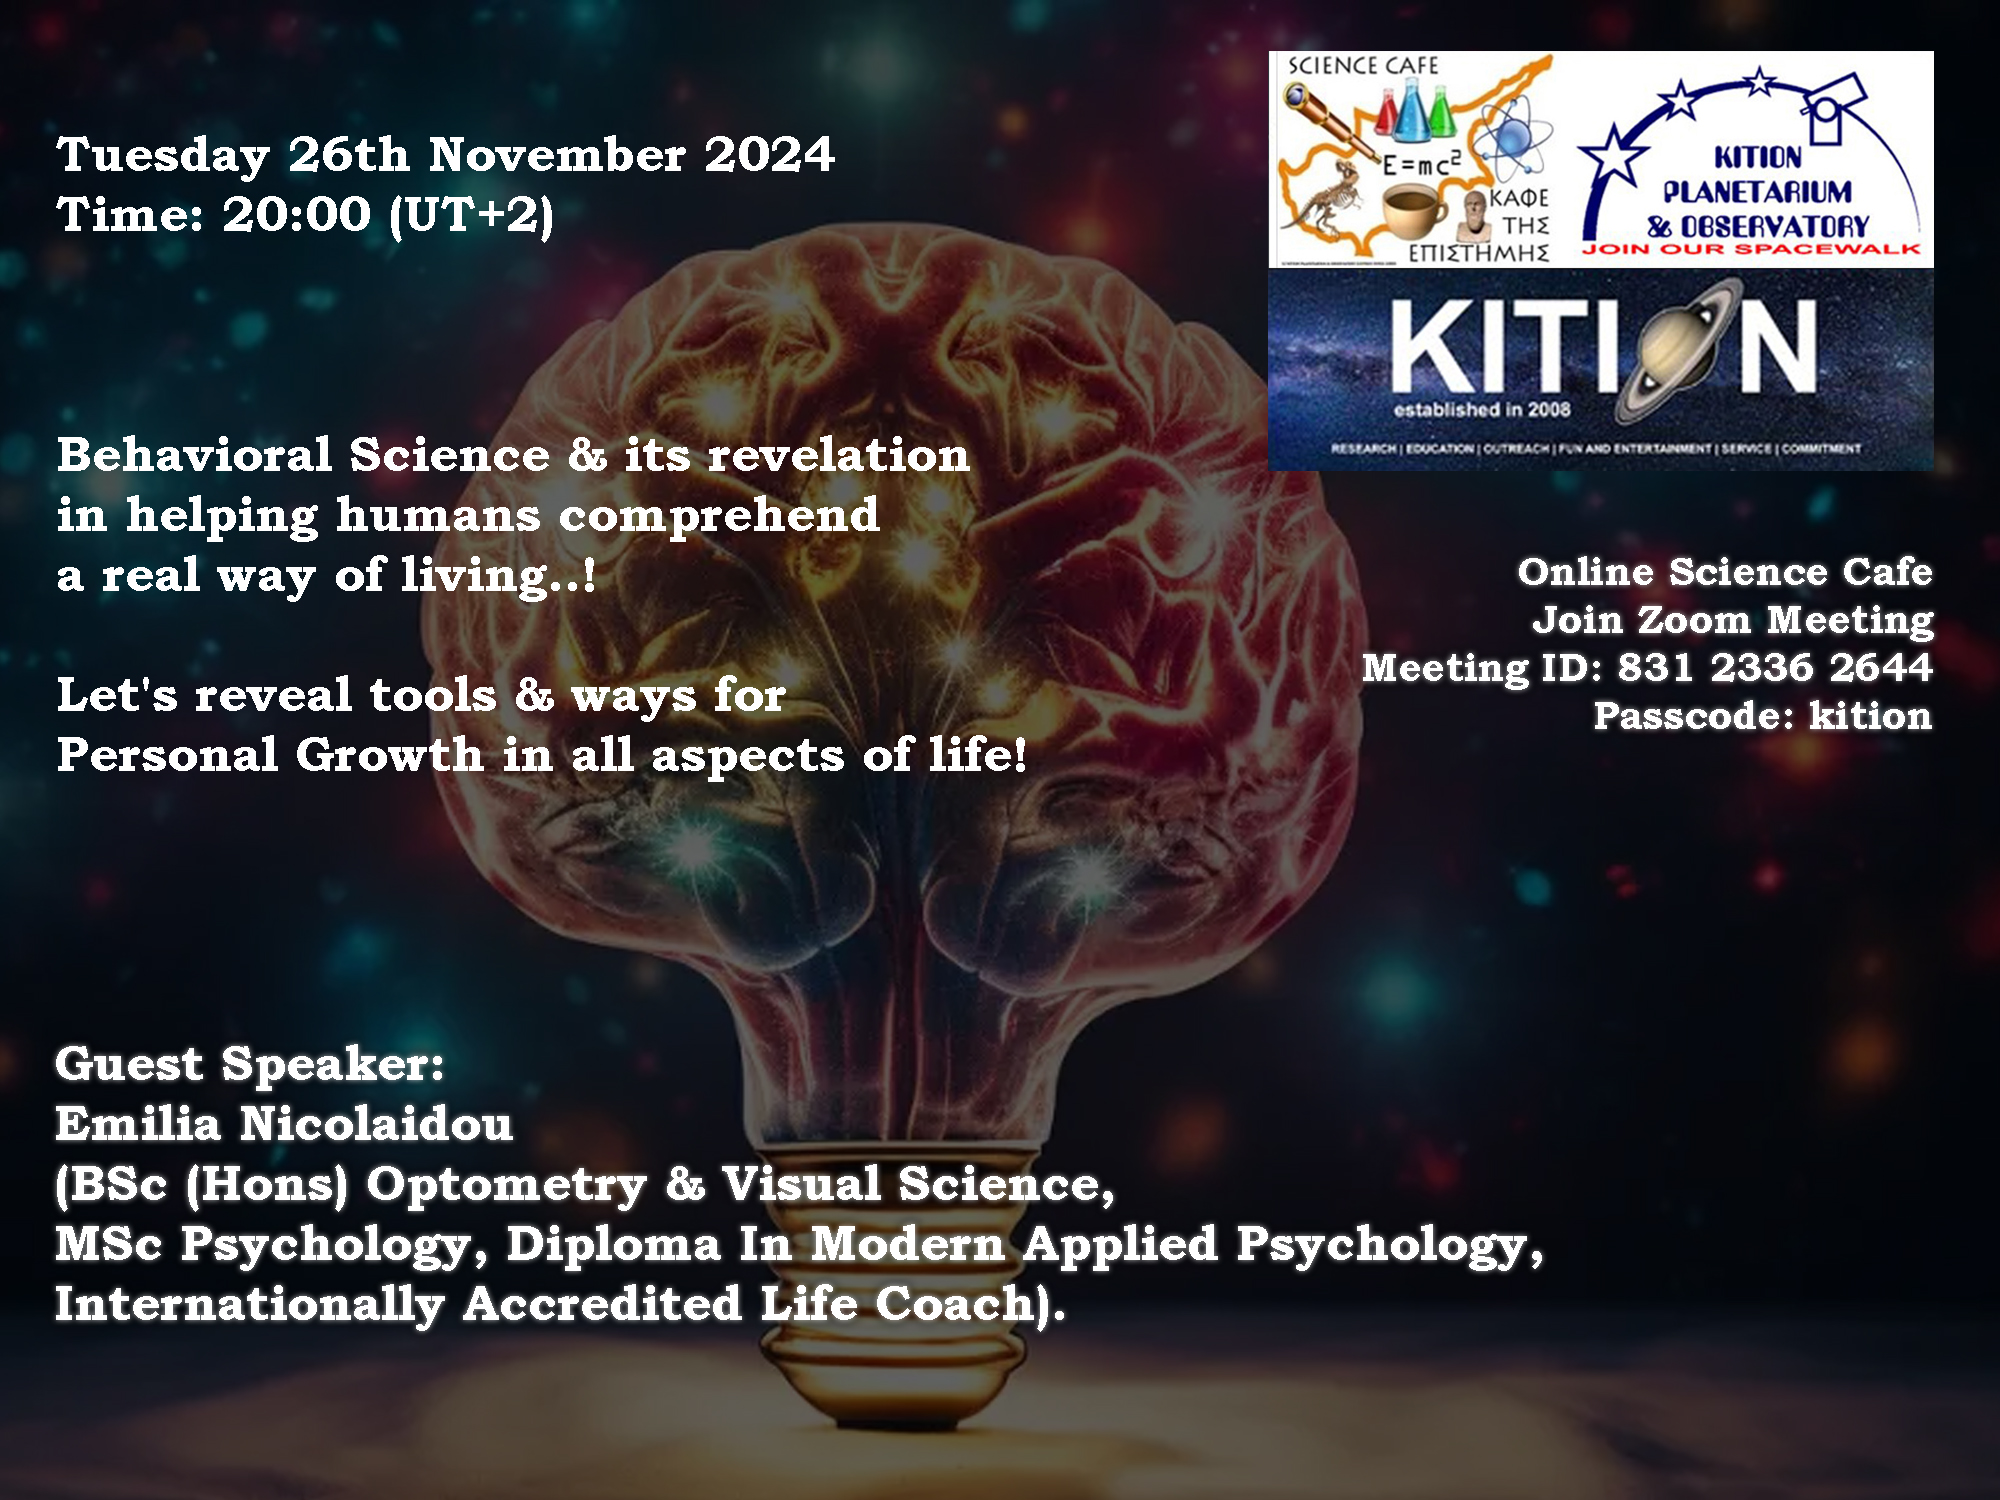 Tuesday 26th November 2024
Time: 20:00 (UT+2)
SCIENCE CAFE
E=mc²
ΚΑΦΕ
ΤΗΣ
ΕΠΙΣΤΗΜΗΣ
KITION
PLANETARIUM
& OBSERVATORY
JOIN OUR SPACEWALK
KITION
established in 2008
RESEARCH | EDUCATION | OUTREACH | FUN AND ENTERTAINMENT | SERVICE | COMMITMENT
Behavioral Science & its revelation
in helping humans comprehend
a real way of living..!
Let's reveal tools & ways for
Personal Growth in all aspects of life!
Online Science Cafe
Join Zoom Meeting
Meeting ID: 831 2336 2644
Passcode: kition
Guest Speaker:
Emilia Nicolaidou
(BSc (Hons) Optometry & Visual Science,
MSc Psychology, Diploma In Modern Applied Psychology,
Internationally Accredited Life Coach).